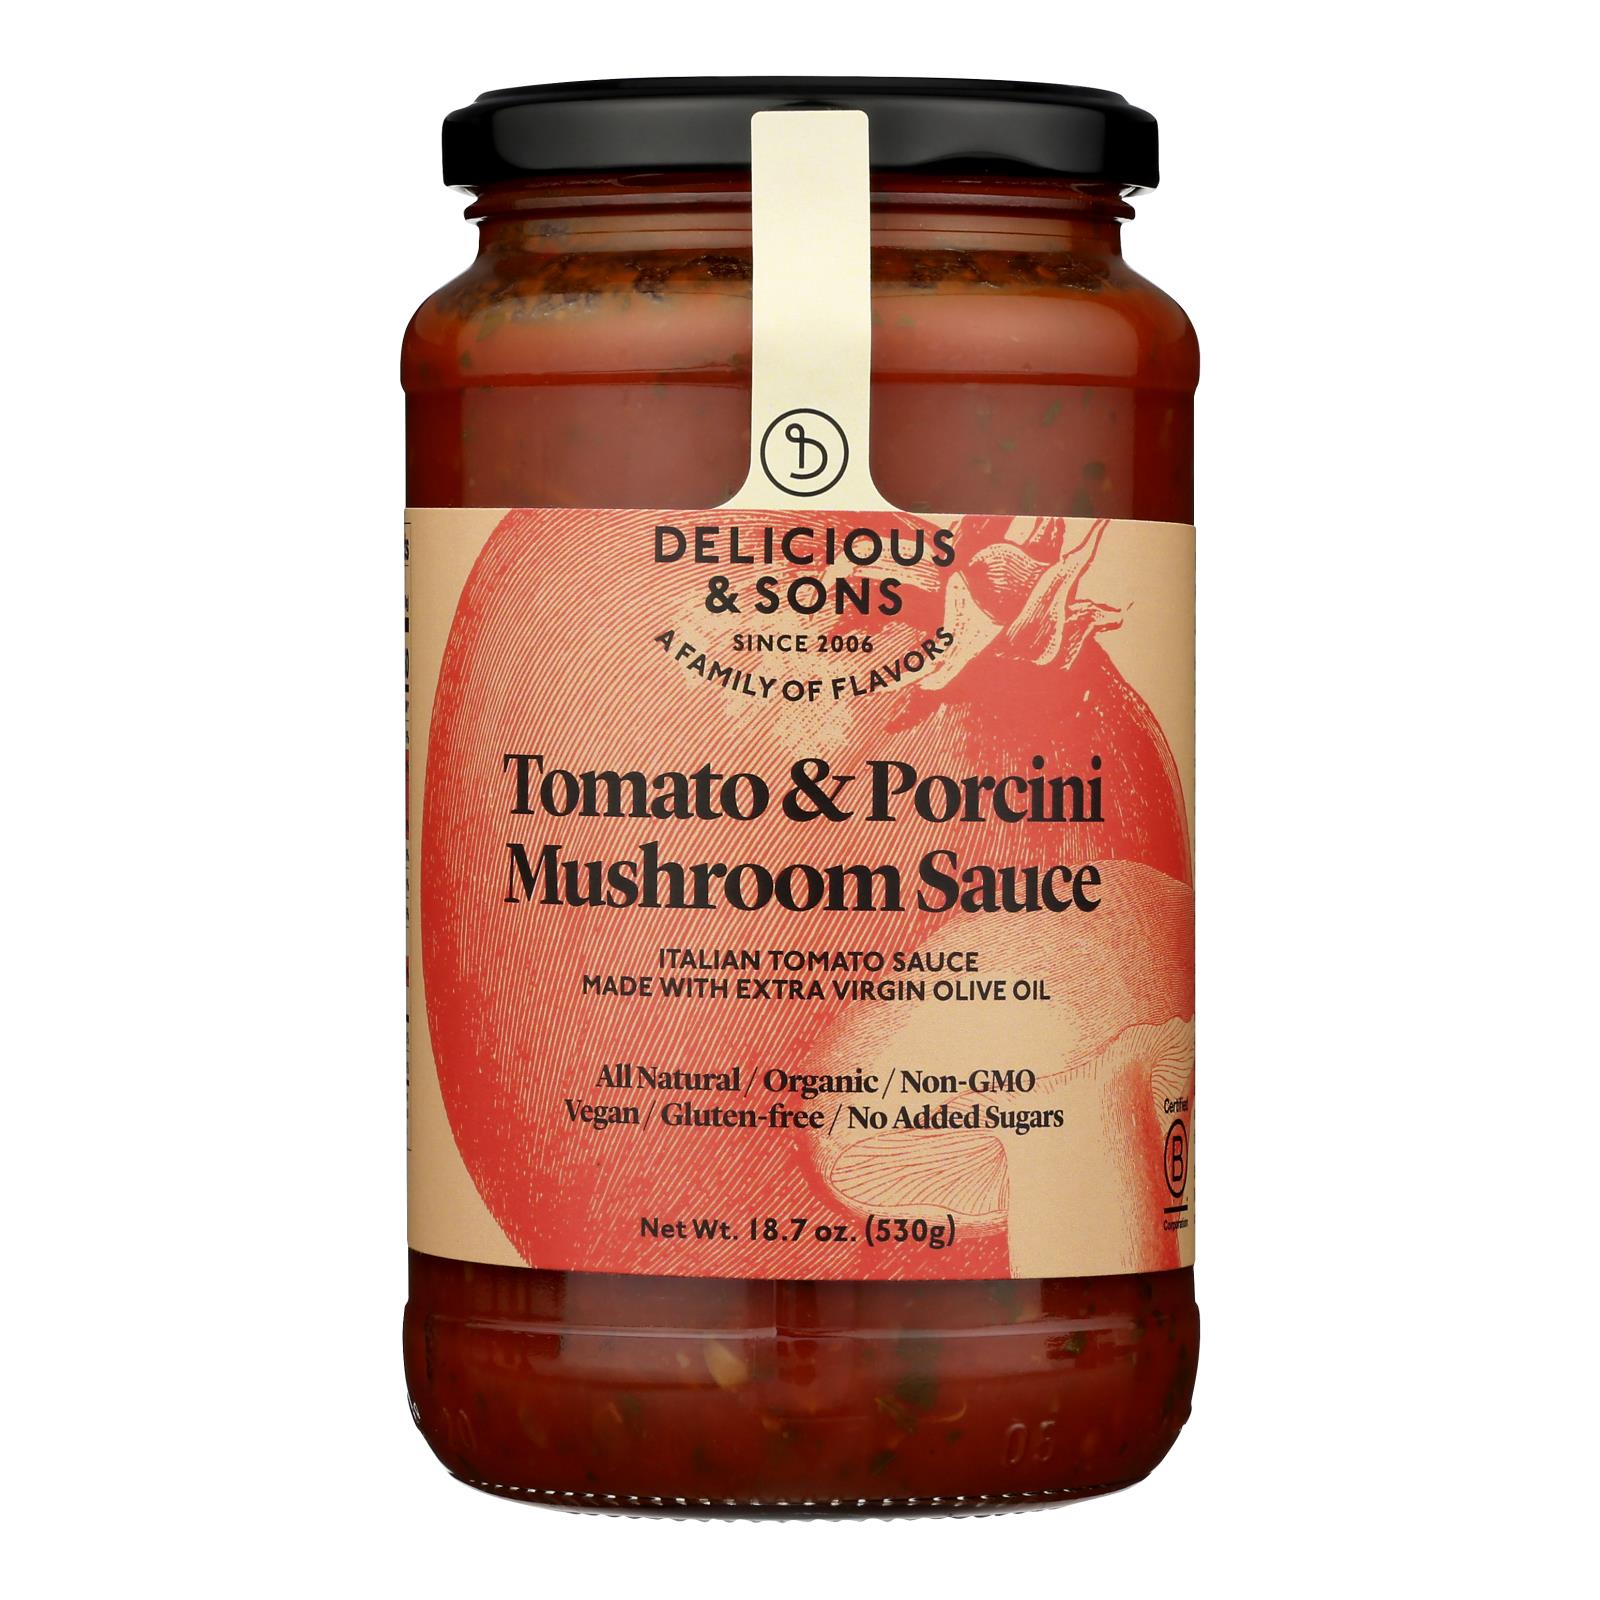 DELICIOUS
& SONS
SINCE 2006
A FAMILY OF FLAVORS
Tomato & Porcini
Mushroom Sauce
ITALIAN TOMATO SAUCE
MADE WITH EXTRA VIRGIN OLIVE OIL
All Natural / Organic / Non-GMO
Vegan / Gluten-free / No Added Sugars
Certified
B
Corporation
Net Wt. 18.7 oz. (530g)
05